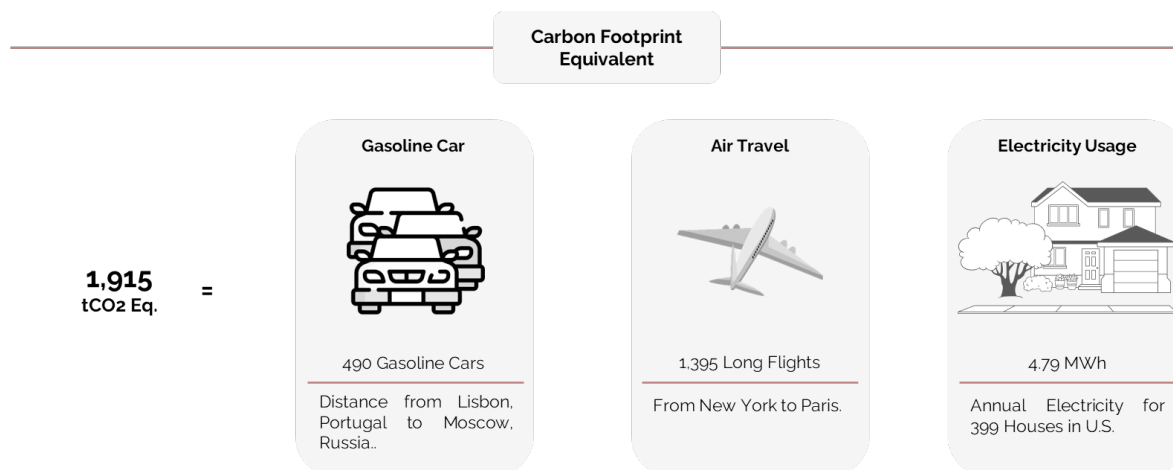 Carbon Footprint
Equivalent
Gasoline Car
Air Travel
Electricity Usage
1,915
tCO2 Eq.
=
490 Gasoline Cars
1,395 Long Flights
4.79 MWh
Distance from Lisbon,
Portugal to Moscow,
Russia..
From New York to Paris.
Annual Electricity for
399 Houses in U.S.